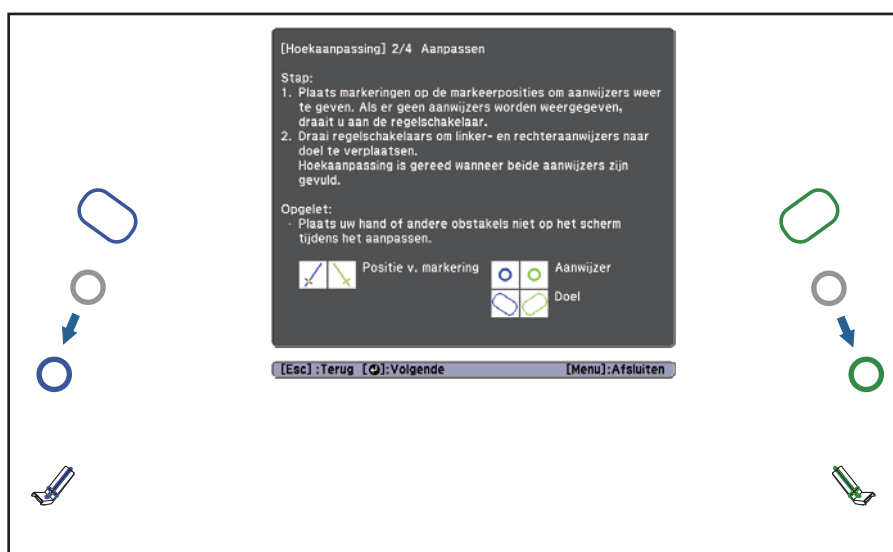 [Hoekaanpassing] 2/4 Aanpassen
Stap:
1. Plaats markeringen op de markeerposities om aanwijzers weer
te geven. Als er geen aanwijzers worden weergegeven,
draait u aan de regelschakelaar.
2. Draai regelschakelaars om linker- en rechteraanwijzers naar
doel te verplaatsen.
Hoekaanpassing is gereed wanneer beide aanwijzers zijn
gevuld.
Opgelet:
· Plaats uw hand of andere obstakels niet op het scherm
tijdens het aanpassen.
Positie v. markering
Aanwijzer
Doel
[Esc] :Terug [⏎]:Volgende [Menu]:Afsluiten